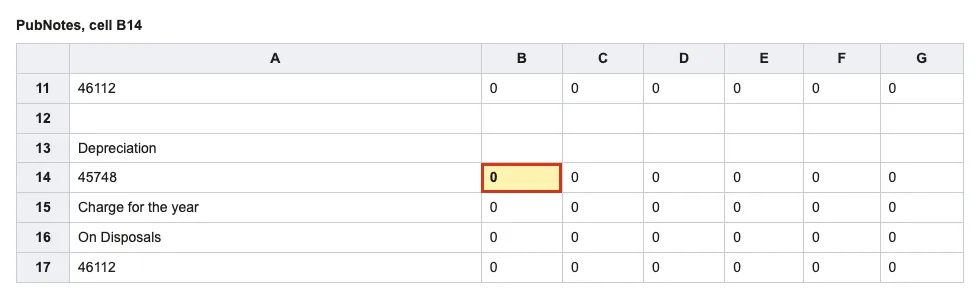 PubNotes, cell B14
A B C D E F G
11 46112 0 0 0 0 0 0
12
13 Depreciation
14 45748 0 0 0 0 0 0
15 Charge for the year 0 0 0 0 0 0
16 On Disposals 0 0 0 0 0 0
17 46112 0 0 0 0 0 0